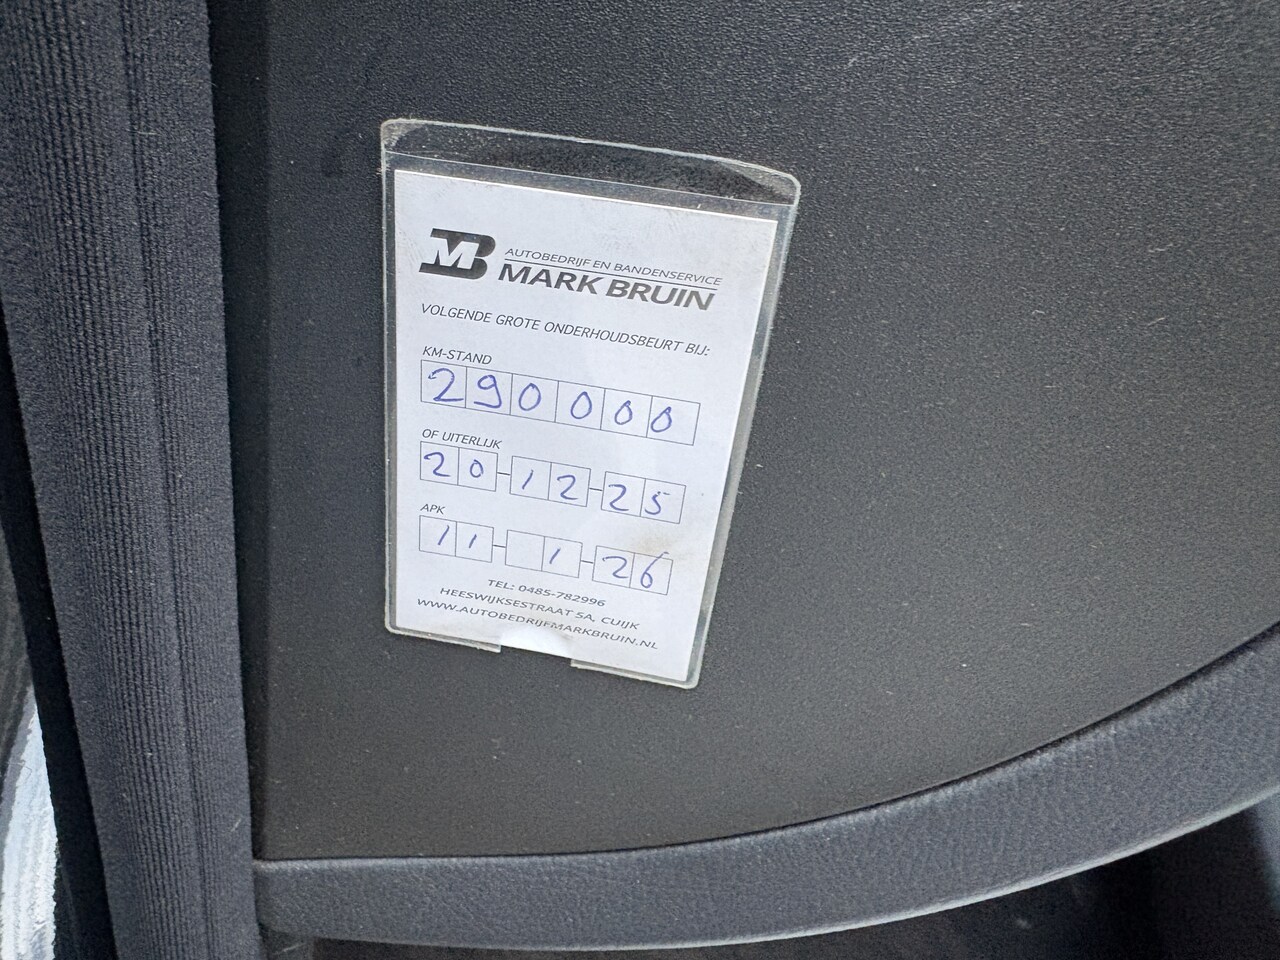 MB AUTOBEDRIJF EN BANDENSERVICE
MARK BRUIN
VOLGENDE GROTE ONDERHOUDSBEURT BIJ:
KM-STAND
290000
OF UITERLIJK
20-12-25
APK
11-1-26
TEL: 0485-782996
HEESWIJKSESTRAAT 5A, CUIJK
WWW.AUTOBEDRIJFMARKBRUIN.NL